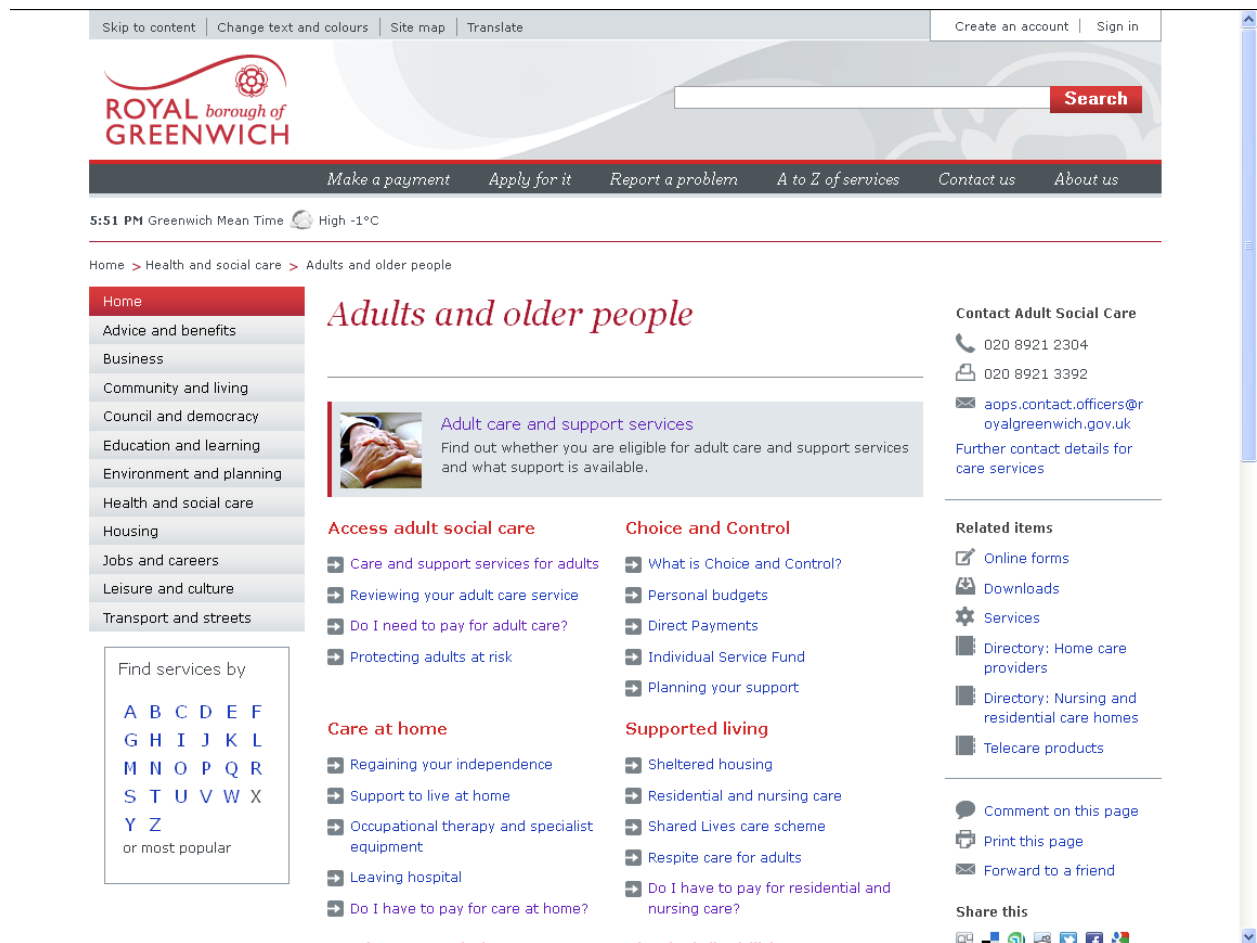 Skip to content
Change text and colours
Site map
Translate
Create an account
Sign in
ROYAL borough of
GREENWICH
Search
Make a payment
Apply for it
Report a problem
A to Z of services
Contact us
About us
5:51 PM Greenwich Mean Time High -1°C
Home > Health and social care > Adults and older people
Home
Advice and benefits
Business
Community and living
Council and democracy
Education and learning
Environment and planning
Health and social care
Housing
Jobs and careers
Leisure and culture
Transport and streets
Find services by
A B C D E F
G H I J K L
M N O P Q R
S T U V W X
Y Z
or most popular
Adults and older people
Adult care and support services
Find out whether you are eligible for adult care and support services
and what support is available.
Access adult social care
Care and support services for adults
Reviewing your adult care service
Do I need to pay for adult care?
Protecting adults at risk
Choice and Control
What is Choice and Control?
Personal budgets
Direct Payments
Individual Service Fund
Planning your support
Care at home
Regaining your independence
Support to live at home
Occupational therapy and specialist
equipment
Leaving hospital
Do I have to pay for care at home?
Supported living
Sheltered housing
Residential and nursing care
Shared Lives care scheme
Respite care for adults
Do I have to pay for residential and
nursing care?
Contact Adult Social Care
020 8921 2304
020 8921 3392
aops.contact.officers@r
oyalgreenwich.gov.uk
Further contact details for
care services
Related items
Online forms
Downloads
Services
Directory: Home care
providers
Directory: Nursing and
residential care homes
Telecare products
Comment on this page
Print this page
Forward to a friend
Share this